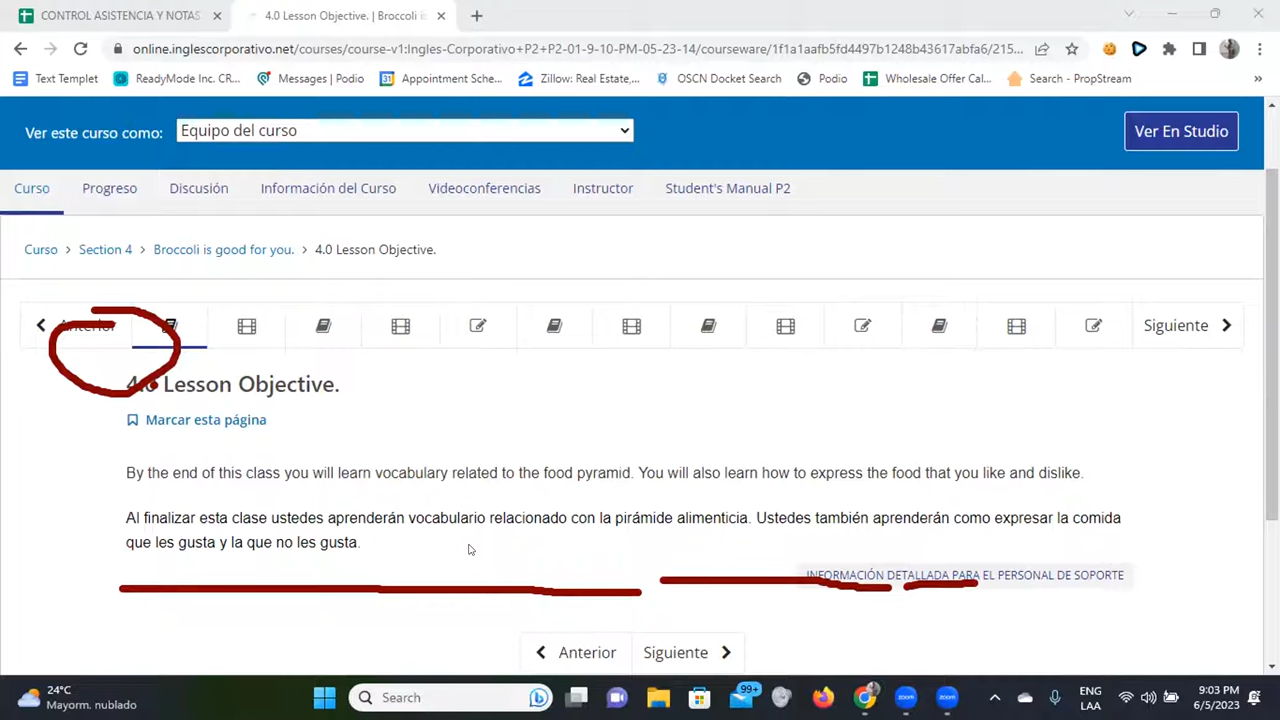 CONTROL ASISTENCIA Y NOTAS
4.0 Lesson Objective. | Broccoli is
online.inglescorporativo.net/courses/course-v1:Ingles-Corporativo+P2+P2-01-9-10-PM-05-23-14/courseware/1f1a1aafb5fd4497b1248b43617abfa6/215...
Text Templet ReadyMode Inc. CR... Messages | Podio Appointment Sche... Zillow: Real Estate,... OSCN Docket Search Podio Wholesale Offer Cal... Search - PropStream »
Ver este curso como: Equipo del curso Ver En Studio
Curso Progreso Discusión Información del Curso Videoconferencias Instructor Student's Manual P2
Curso > Section 4 > Broccoli is good for you. > 4.0 Lesson Objective.
Anterior Siguiente
4.0 Lesson Objective.
Marcar esta página
By the end of this class you will learn vocabulary related to the food pyramid. You will also learn how to express the food that you like and dislike.
Al finalizar esta clase ustedes aprenderán vocabulario relacionado con la pirámide alimenticia. Ustedes también aprenderán como expresar la comida
que les gusta y la que no les gusta.
INFORMACIÓN DETALLADA PARA EL PERSONAL DE SOPORTE
Anterior Siguiente
24°C
Mayorm. nublado
Search
99+
zoom zoom
ENG
LAA
9:03 PM
6/5/2023